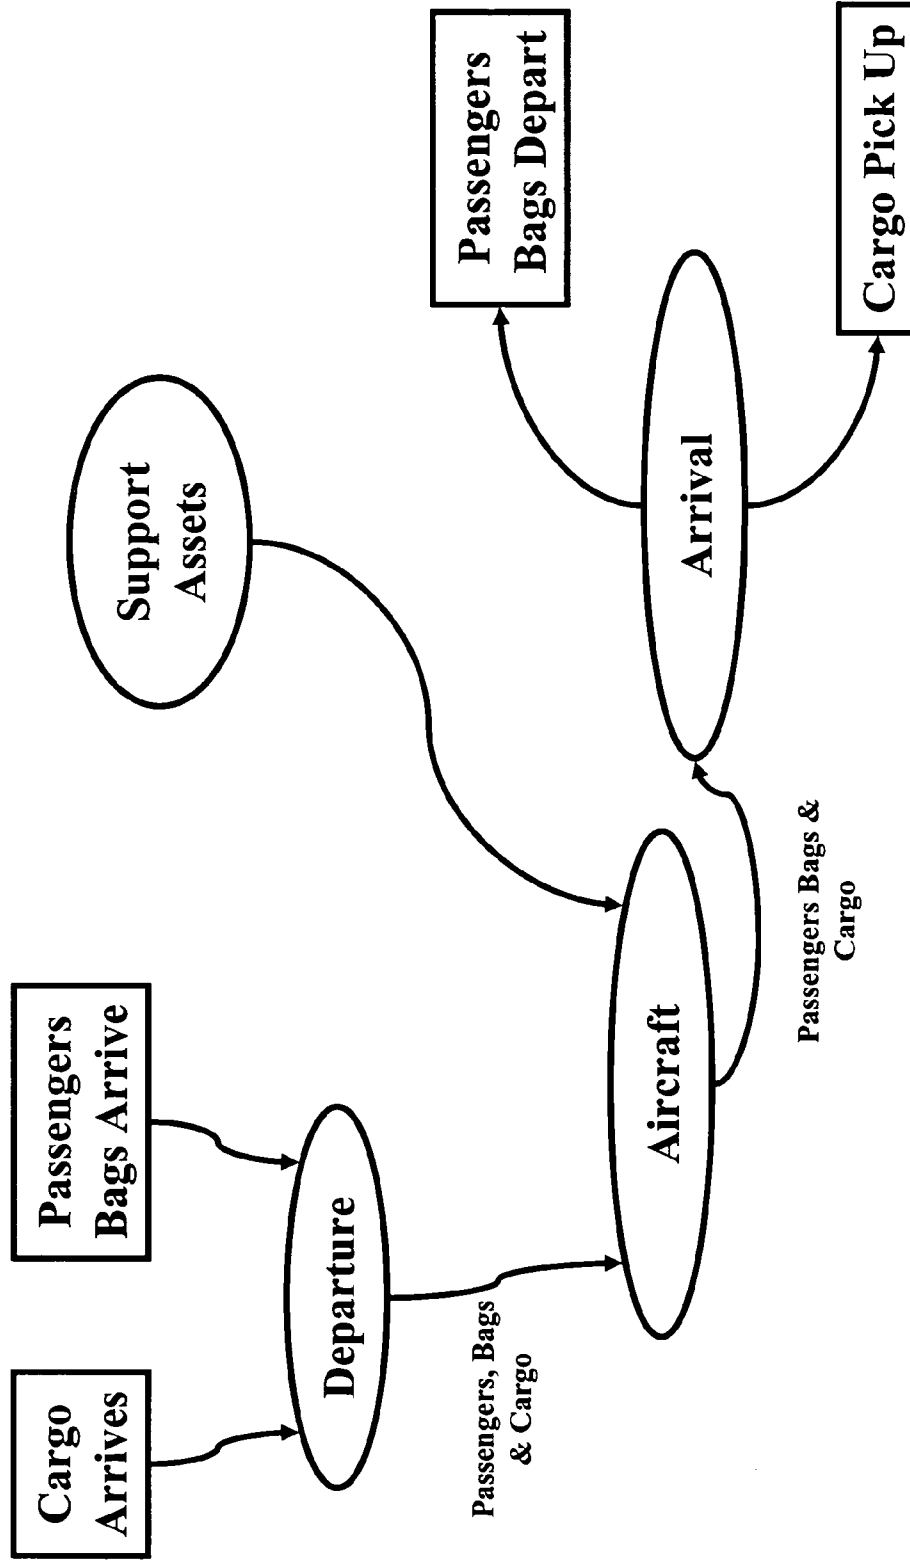 Cargo
Arrives
Passengers
Bags Arrive
Support
Assets
Departure
Passengers, Bags
& Cargo
Passengers
Bags Depart
Aircraft
Arrival
Passengers Bags &
Cargo
Cargo Pick Up